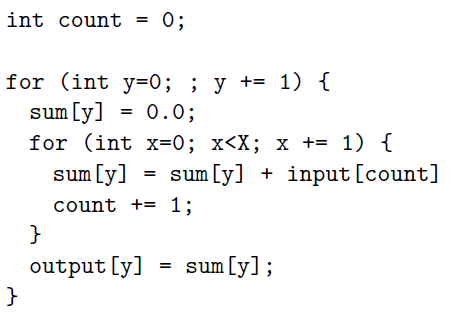 int count = 0;
for (int y=0; ; y += 1) {
sum[y] = 0.0;
for (int x=0; x<X; x += 1) {
sum[y] = sum[y] + input[count]
count += 1;
}
output[y] = sum[y];
}